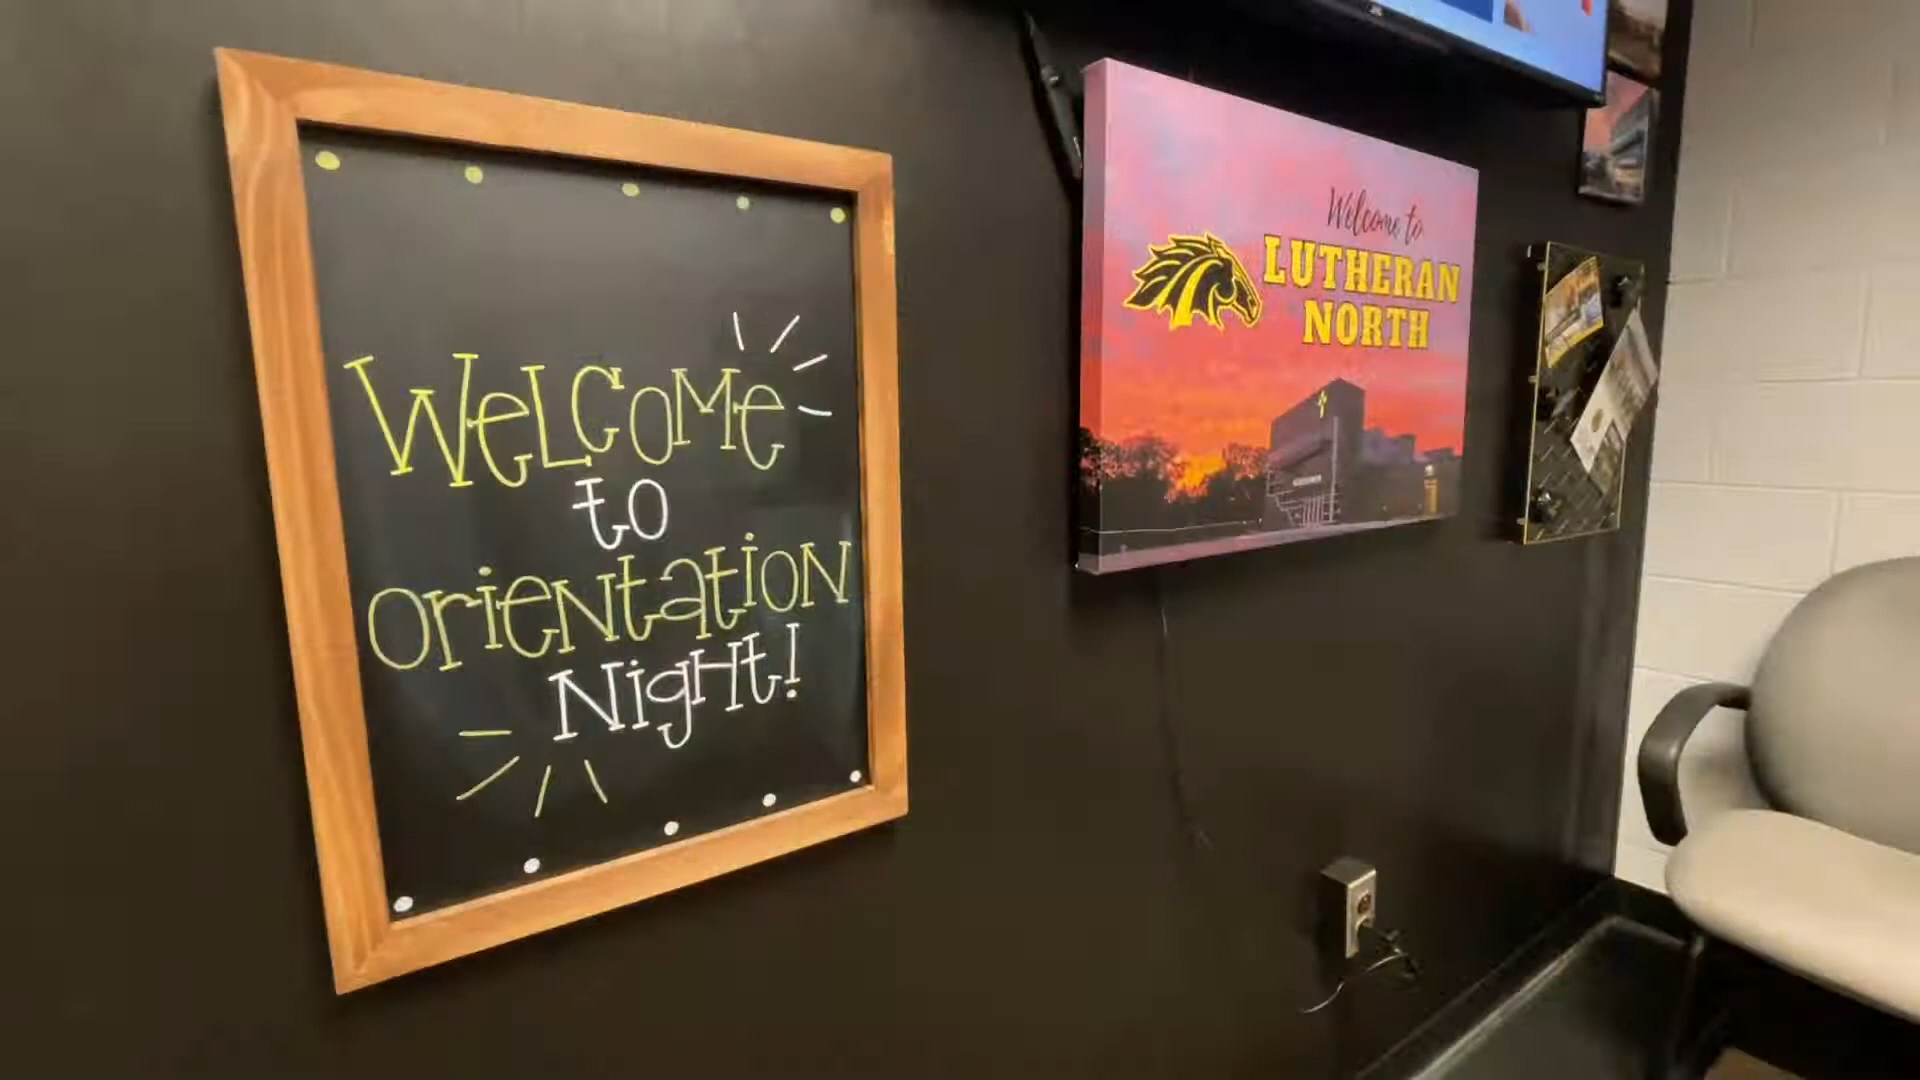 WeLCOMe
to
orieNtatioN
NigHt!
Welcome to
LUTHERAN
NORTH